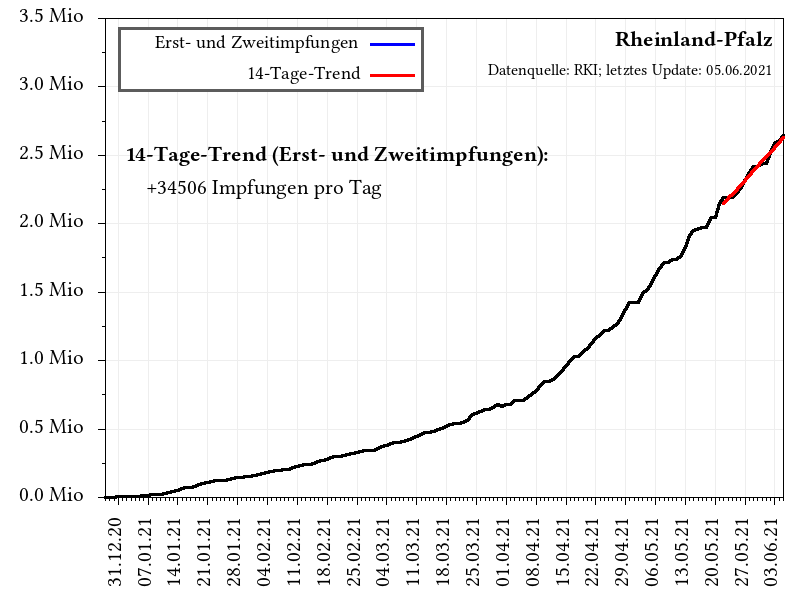 3.5 Mio
3.0 Mio
2.5 Mio
2.0 Mio
1.5 Mio
1.0 Mio
0.5 Mio
0.0 Mio
Erst- und Zweitimpfungen
14-Tage-Trend
Rheinland-Pfalz
Datenquelle: RKI; letztes Update: 05.06.2021
14-Tage-Trend (Erst- und Zweitimpfungen):
+34506 Impfungen pro Tag
31.12.20
07.01.21
14.01.21
21.01.21
28.01.21
04.02.21
11.02.21
18.02.21
25.02.21
04.03.21
11.03.21
18.03.21
25.03.21
01.04.21
08.04.21
15.04.21
22.04.21
29.04.21
06.05.21
13.05.21
20.05.21
27.05.21
03.06.21